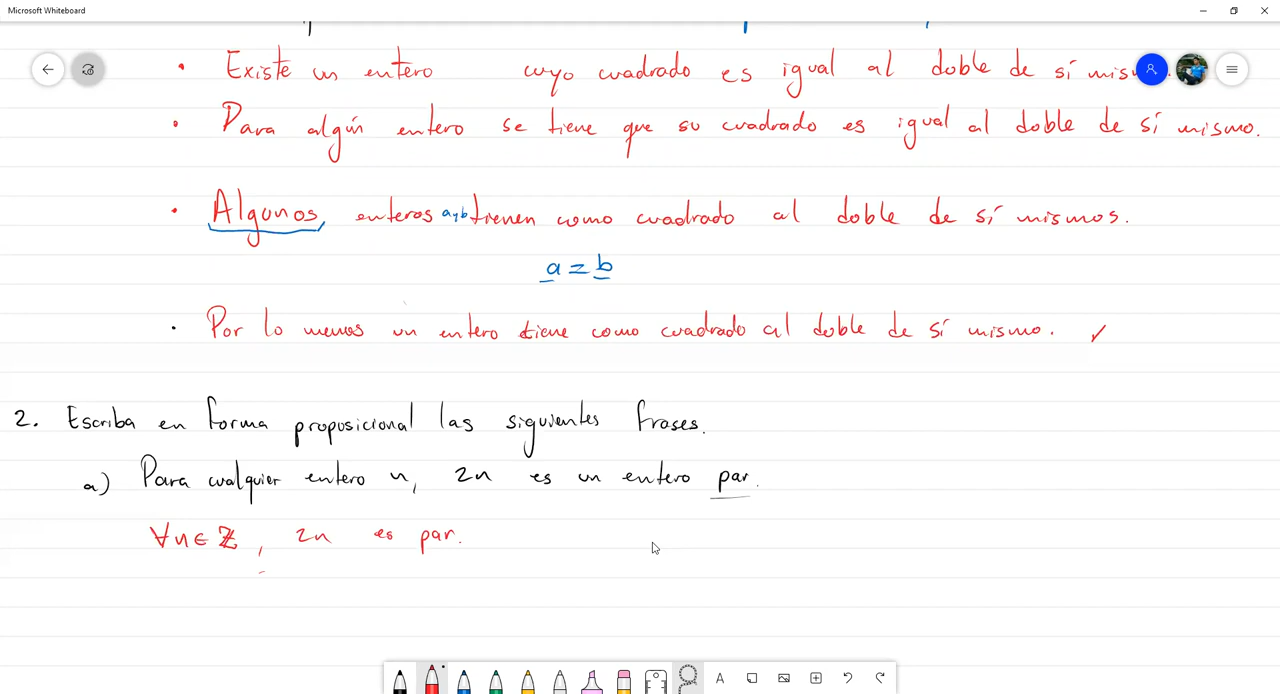 Microsoft Whiteboard
• Existe un entero cuyo cuadrado es igual al doble de sí
• Para algún entero se tiene que su cuadrado es igual al doble de sí mismo.
• Algunos enteros a y b tienen como cuadrado al doble de sí mismos.
a = b
• Por lo menos un entero tiene como cuadrado al doble de sí mismo. ✓
2. Escriba en forma proposicional las siguientes frases.
a) Para cualquier entero n, 2n es un entero par.
∀n∈ℤ, 2n es par.
A